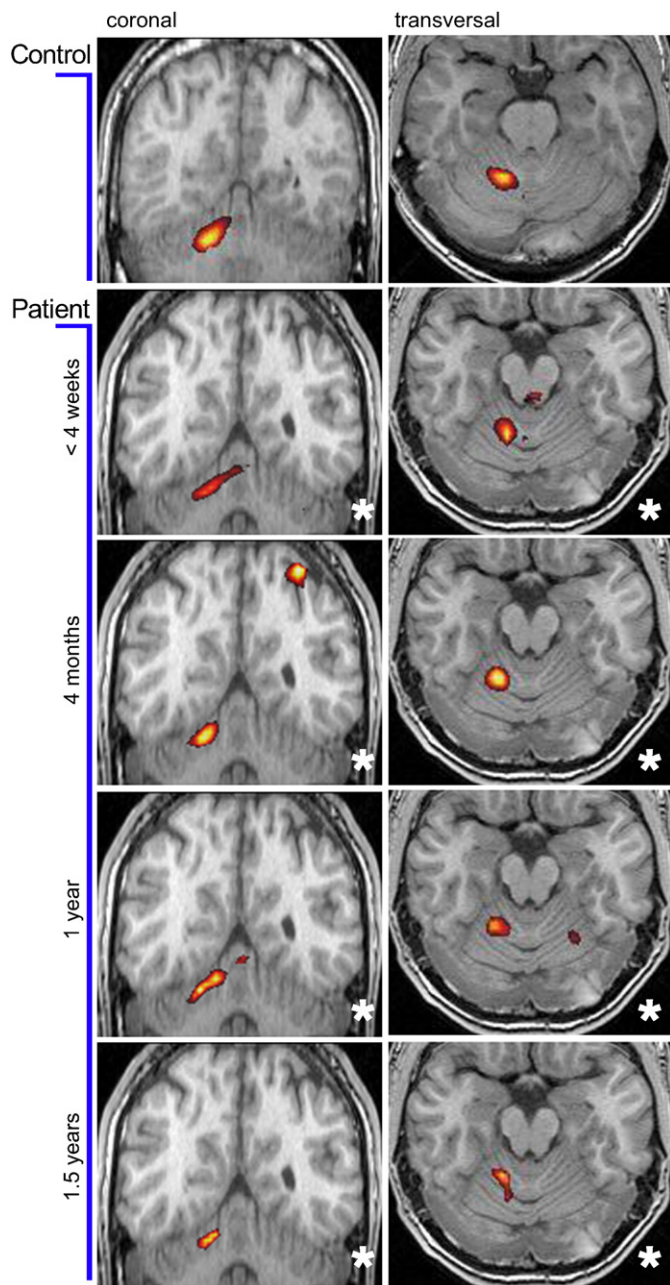 coronal transversal
Control
Patient
< 4 weeks
*
*
4 months
*
*
1 year
*
*
1.5 years
*
*